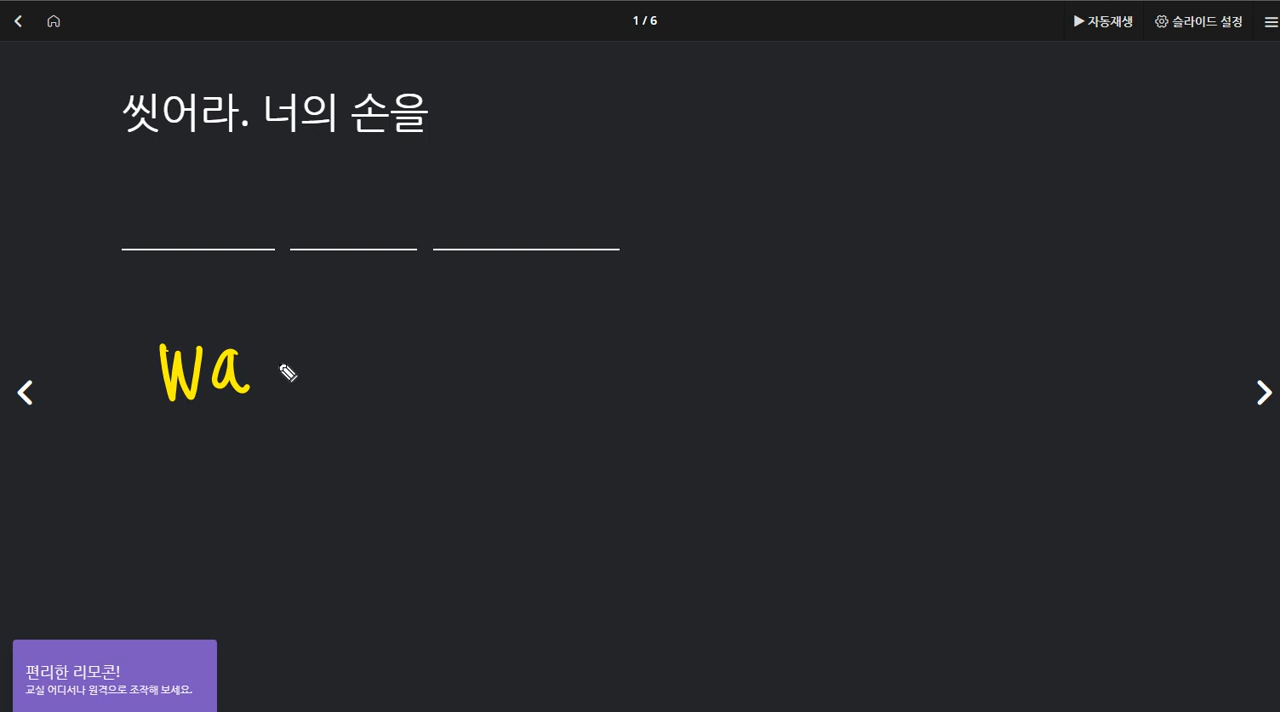 1 / 6
자동재생
슬라이드 설정
씻어라. 너의 손을
wa
편리한 리모콘!
교실 어디서나 원격으로 조작해 보세요.